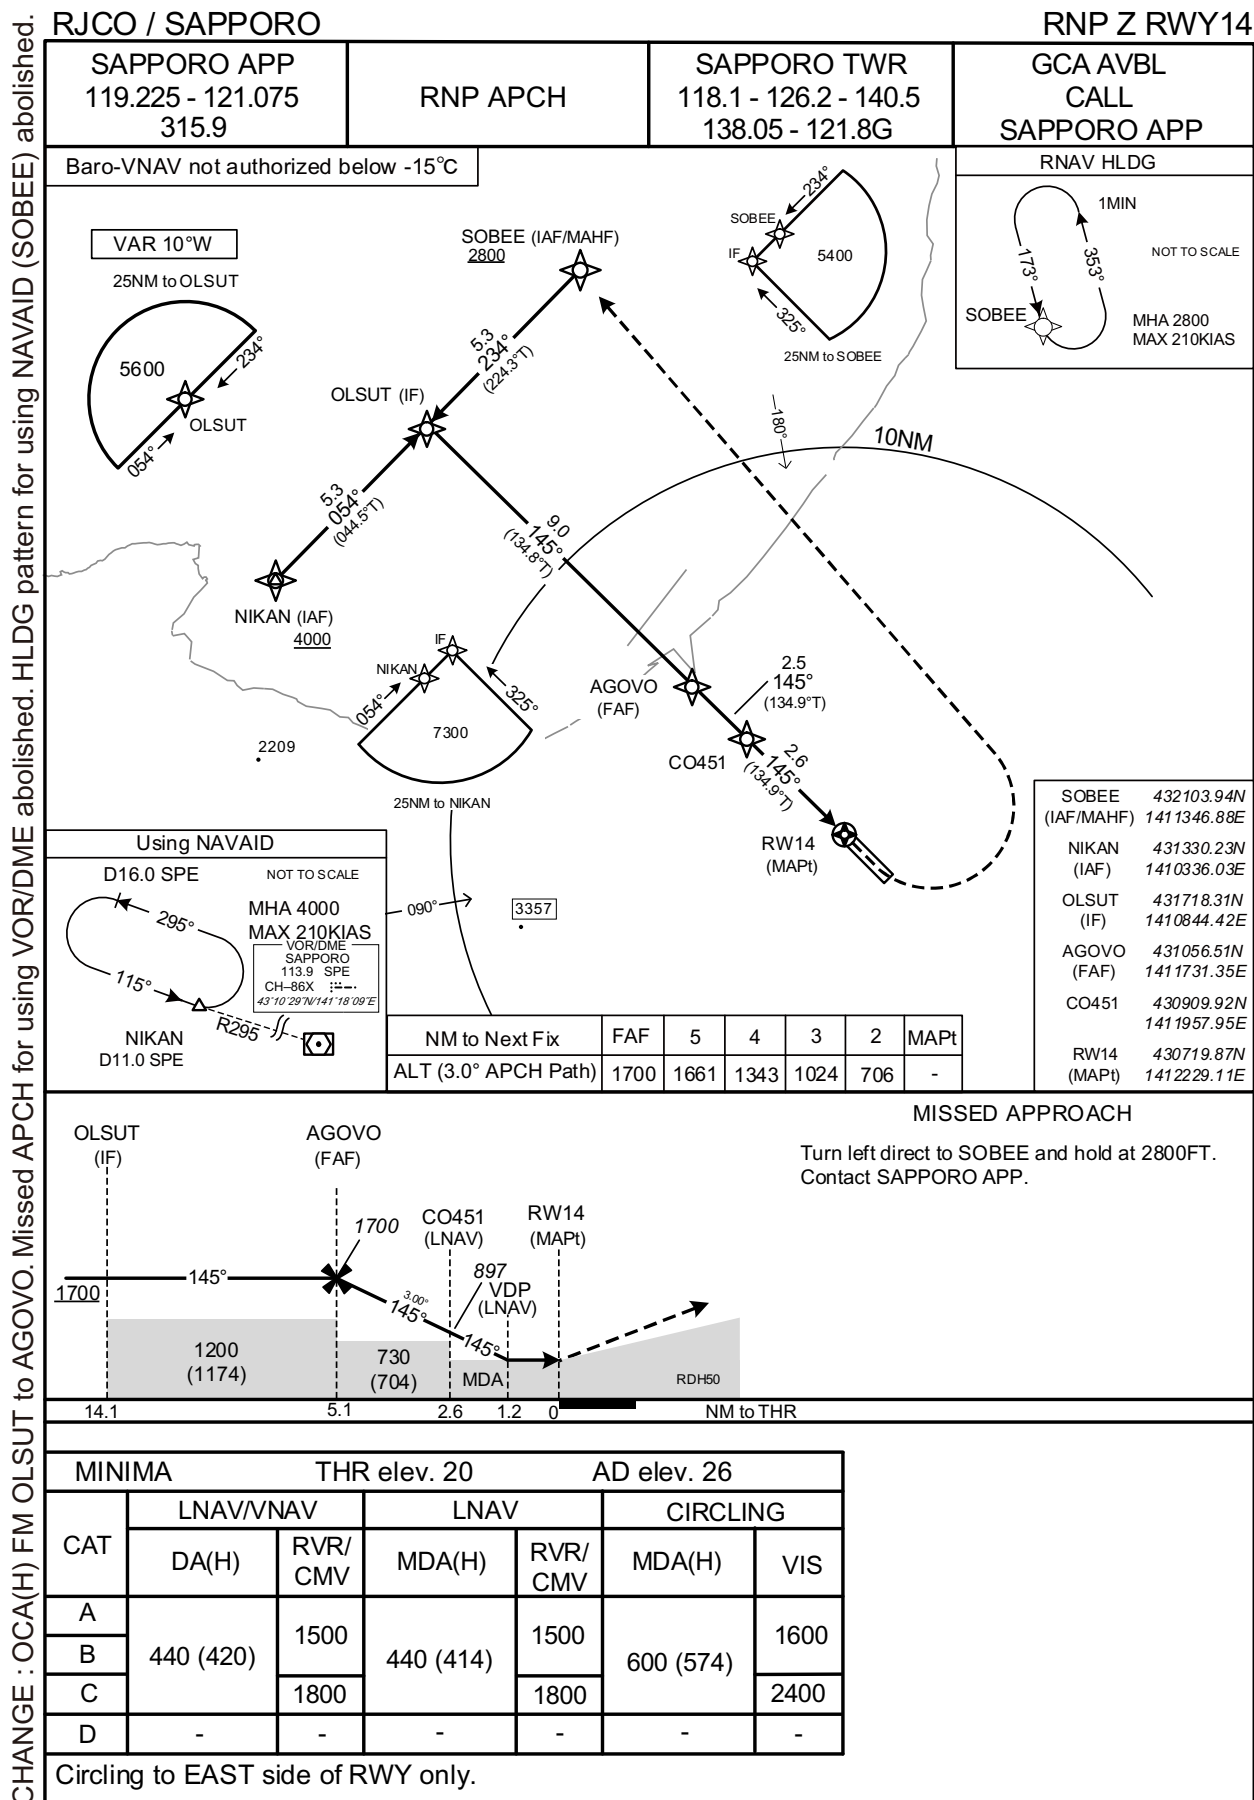 CHANGE : OCA(H) FM OLSUT to AGOVO. Missed APCH for using VOR/DME abolished. HLDG pattern for using NAVAID (SOBEE) abolished.
RJCO / SAPPORO
RNP Z RWY14
SAPPORO APP
119.225 - 121.075
315.9
RNP APCH
SAPPORO TWR
118.1 - 126.2 - 140.5
138.05 - 121.8G
GCA AVBL
CALL
SAPPORO APP
Baro-VNAV not authorized below -15°C
VAR 10°W
25NM to OLSUT
5600
234°
OLSUT
054°
SOBEE (IAF/MAHF)
2800
5.3
234°
(224.3°T)
OLSUT (IF)
5.3
054°
(044.5°T)
NIKAN (IAF)
4000
234°
SOBEE
IF
5400
325°
25NM to SOBEE
RNAV HLDG
1MIN
173°
353°
NOT TO SCALE
SOBEE
MHA 2800
MAX 210KIAS
180°
10NM
9.0
145°
(134.8°T)
IF
NIKAN
054°
325°
7300
25NM to NIKAN
2209
AGOVO
(FAF)
2.5
145°
(134.9°T)
CO451
2.6
145°
(134.9°T)
RW14
(MAPt)
090°
3357
Using NAVAID
D16.0 SPE
NOT TO SCALE
295°
MHA 4000
MAX 210KIAS
115°
VOR/DME
SAPPORO
113.9 SPE
CH–86X
43°10'29"N/141°18'09"E
NIKAN
D11.0 SPE
R295
SOBEE 432103.94N
(IAF/MAHF) 1411346.88E
NIKAN 431330.23N
(IAF) 1410336.03E
OLSUT 431718.31N
(IF) 1410844.42E
AGOVO 431056.51N
(FAF) 1411731.35E
CO451 430909.92N
1411957.95E
RW14 430719.87N
(MAPt) 1412229.11E
NM to Next Fix FAF 5 4 3 2 MAPt
ALT (3.0° APCH Path) 1700 1661 1343 1024 706 -
MISSED APPROACH
Turn left direct to SOBEE and hold at 2800FT.
Contact SAPPORO APP.
OLSUT
(IF)
AGOVO
(FAF)
1700
CO451
(LNAV)
RW14
(MAPt)
897
VDP
(LNAV)
1700
145°
3.00°
145°
145°
1200
(1174)
730
(704)
MDA
RDH50
14.1 5.1 2.6 1.2 0 NM to THR
MINIMA THR elev. 20 AD elev. 26
CAT LNAV/VNAV LNAV CIRCLING
DA(H) RVR/CMV MDA(H) RVR/CMV MDA(H) VIS
A
B
440 (420) 1500 440 (414) 1500 600 (574) 1600
C 1800 1800 2400
D - - - - - -
Circling to EAST side of RWY only.